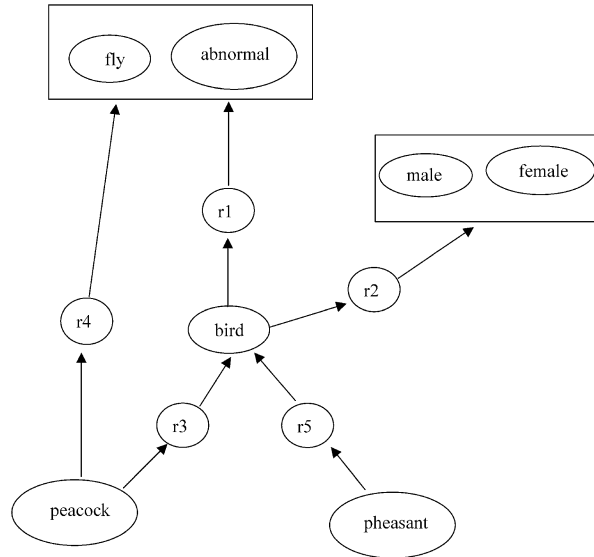 fly
abnormal
male
female
r1
r2
r4
bird
r3
r5
peacock
pheasant